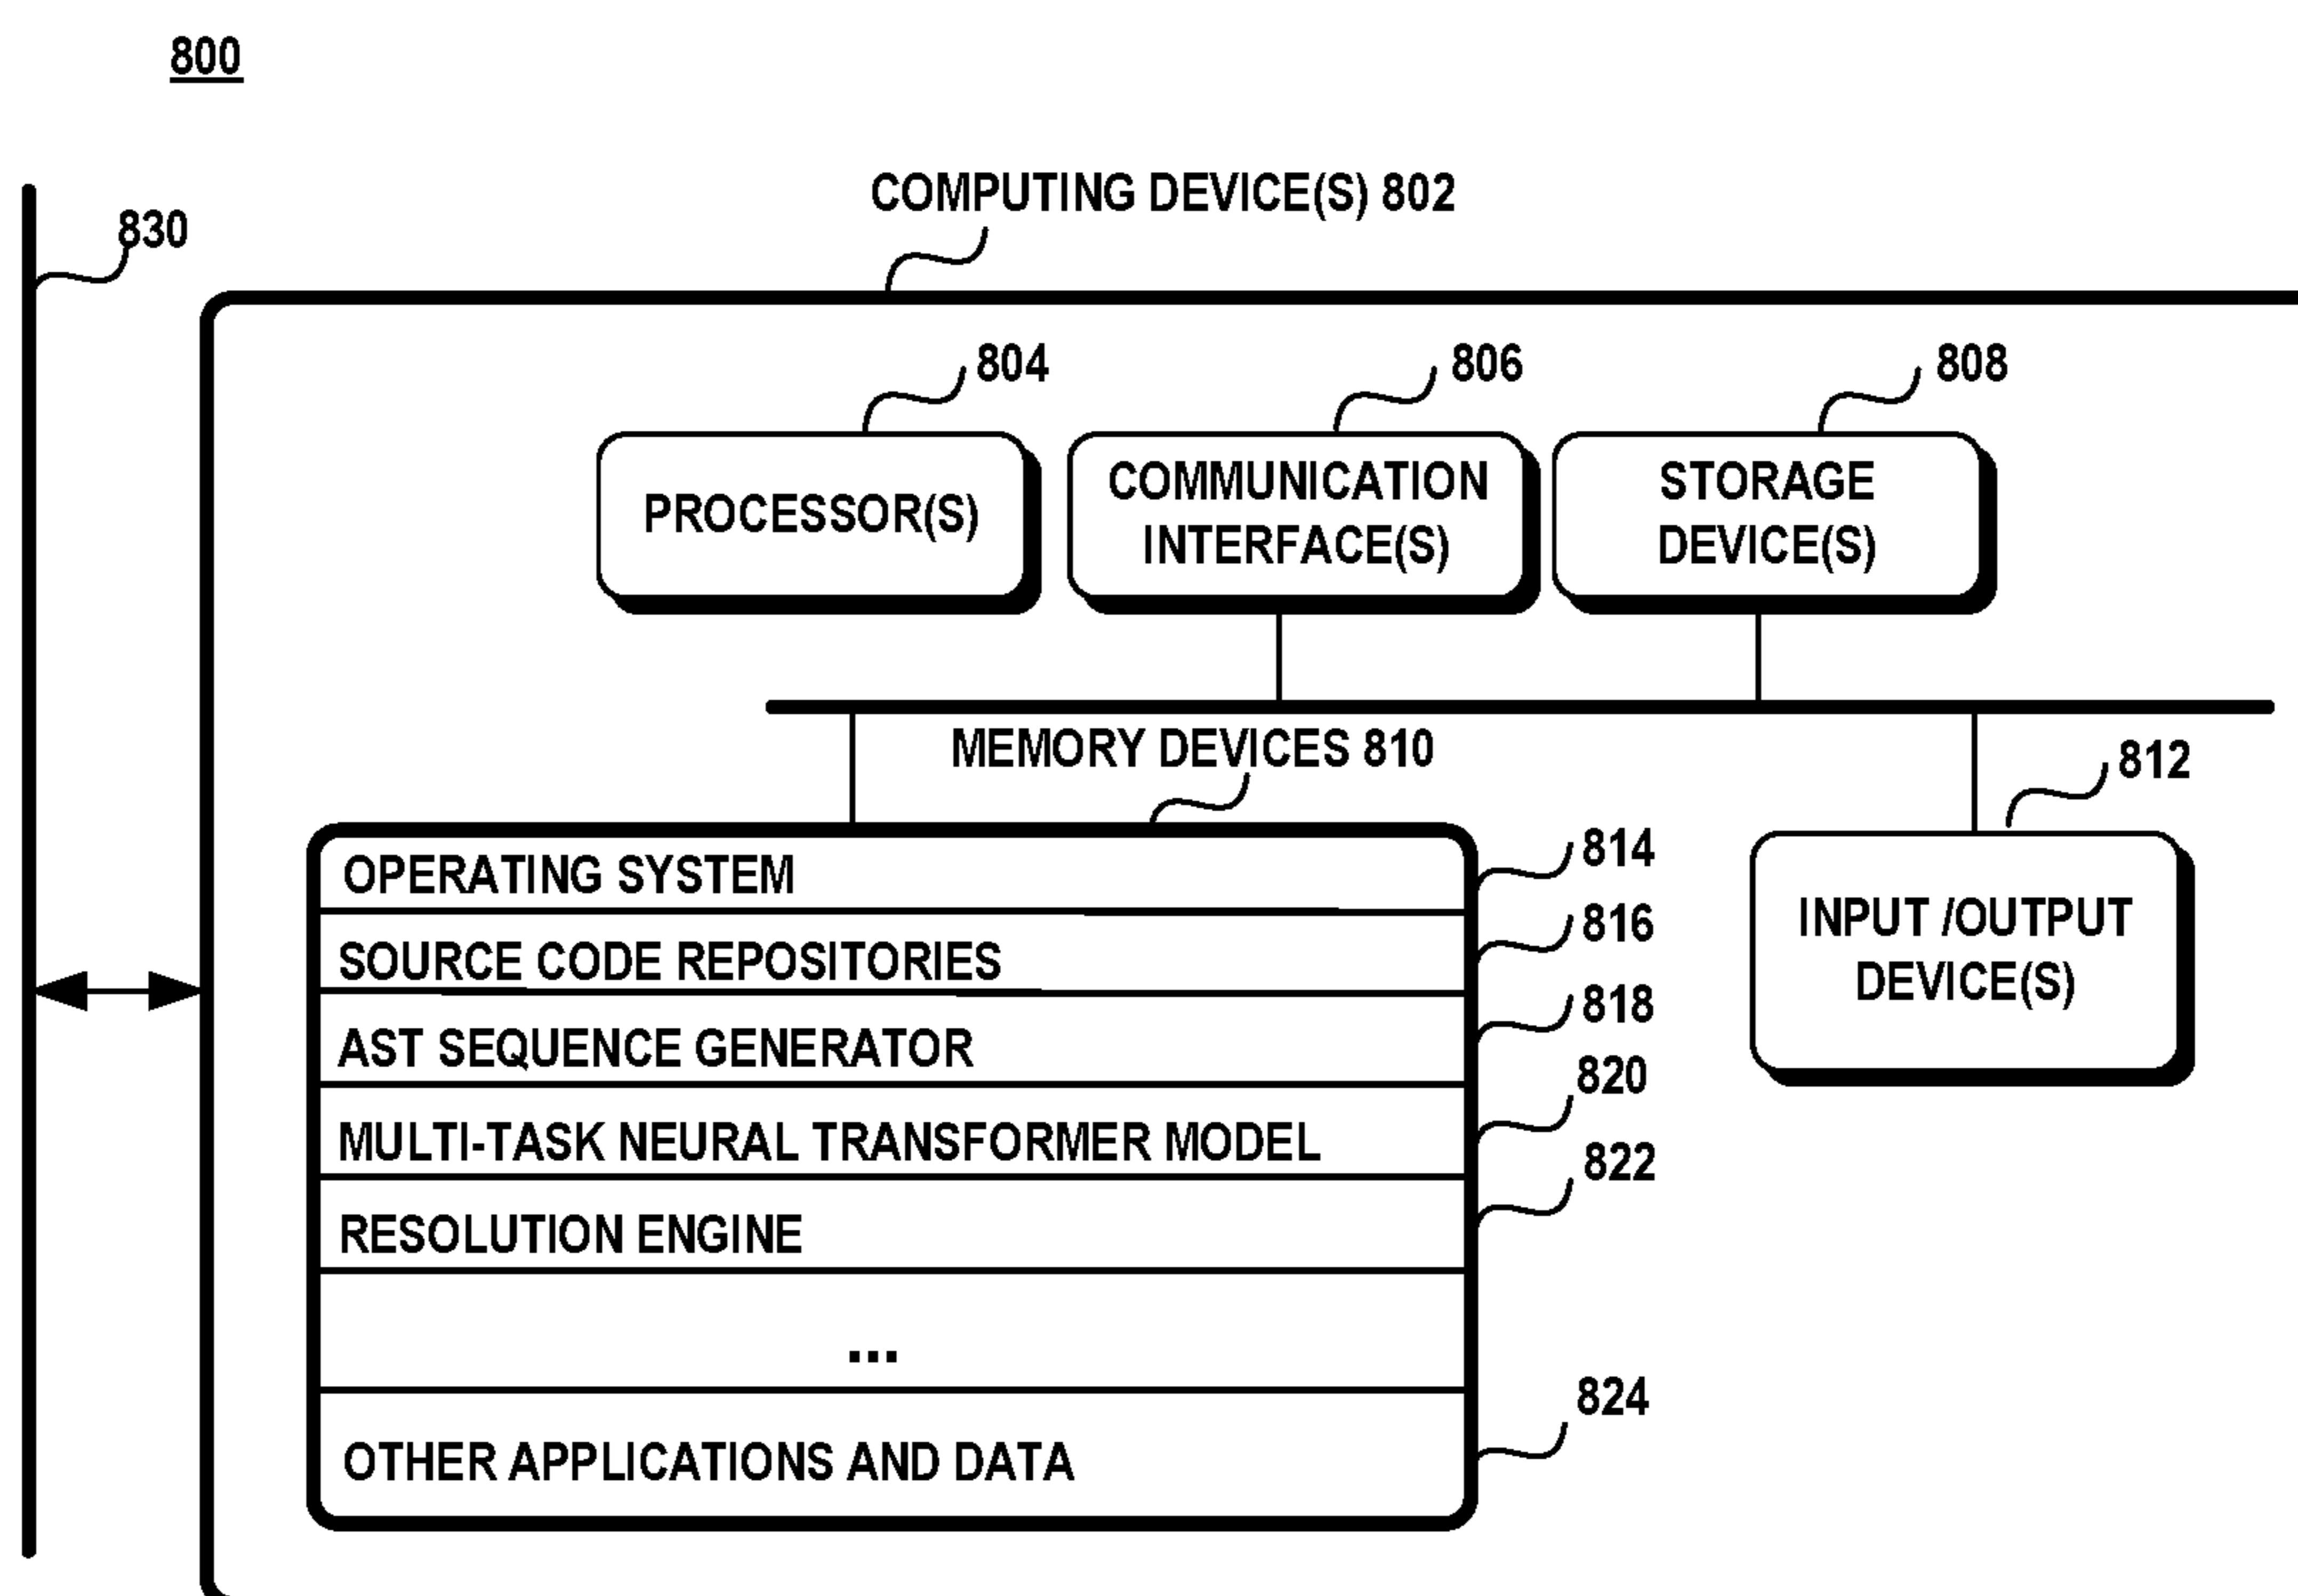 800
COMPUTING DEVICE(S) 802
830
804
806
808
PROCESSOR(S)
COMMUNICATION
INTERFACE(S)
STORAGE
DEVICE(S)
MEMORY DEVICES 810
812
OPERATING SYSTEM
814
SOURCE CODE REPOSITORIES
816
AST SEQUENCE GENERATOR
818
MULTI-TASK NEURAL TRANSFORMER MODEL
820
RESOLUTION ENGINE
822
...
OTHER APPLICATIONS AND DATA
824
INPUT /OUTPUT
DEVICE(S)